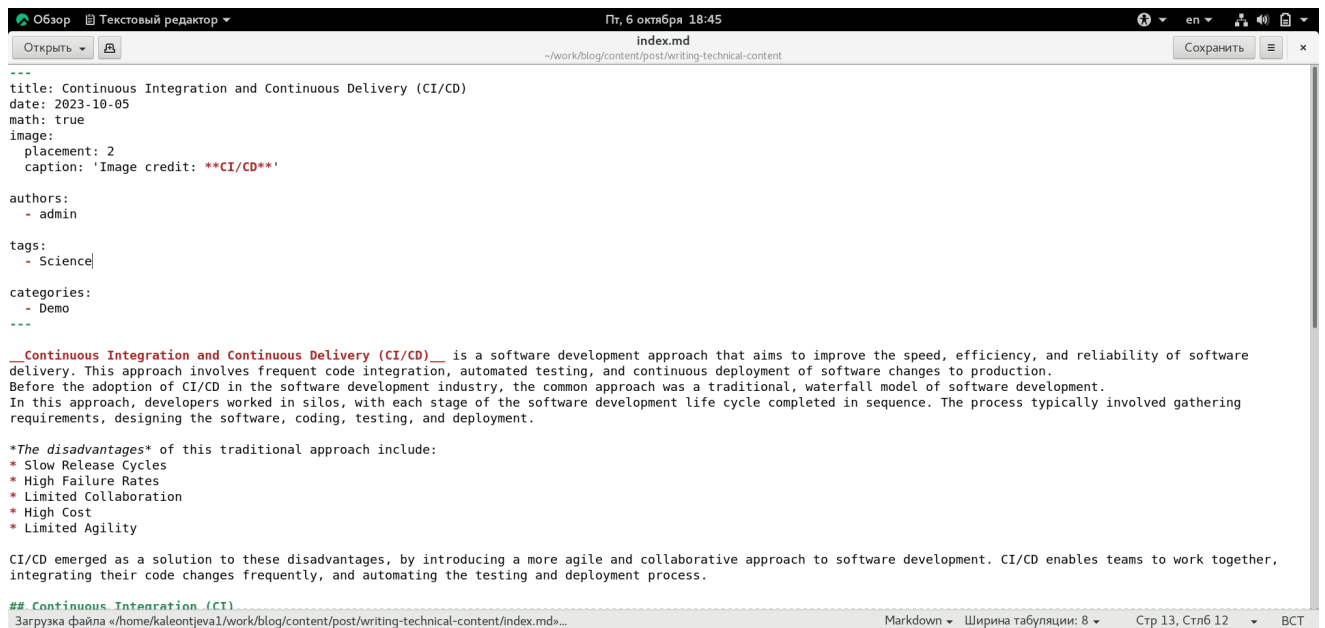 Обзор Текстовый редактор Пт, 6 октября 18:45 en
Открыть index.md Сохранить
~/work/blog/content/post/writing-technical-content
---
title: Continuous Integration and Continuous Delivery (CI/CD)
date: 2023-10-05
math: true
image:
  placement: 2
  caption: 'Image credit: **CI/CD**'
authors:
  - admin
tags:
  - Science
categories:
  - Demo
---
__Continuous Integration and Continuous Delivery (CI/CD)__ is a software development approach that aims to improve the speed, efficiency, and reliability of software
delivery. This approach involves frequent code integration, automated testing, and continuous deployment of software changes to production.
Before the adoption of CI/CD in the software development industry, the common approach was a traditional, waterfall model of software development.
In this approach, developers worked in silos, with each stage of the software development life cycle completed in sequence. The process typically involved gathering
requirements, designing the software, coding, testing, and deployment.
*The disadvantages* of this traditional approach include:
* Slow Release Cycles
* High Failure Rates
* Limited Collaboration
* High Cost
* Limited Agility
CI/CD emerged as a solution to these disadvantages, by introducing a more agile and collaborative approach to software development. CI/CD enables teams to work together,
integrating their code changes frequently, and automating the testing and deployment process.
## Continuous Integration (CI)
Загрузка файла «/home/kaleontjeva1/work/blog/content/post/writing-technical-content/index.md»... Markdown Ширина табуляции: 8 Стр 13, Стлб 12 ВСТ